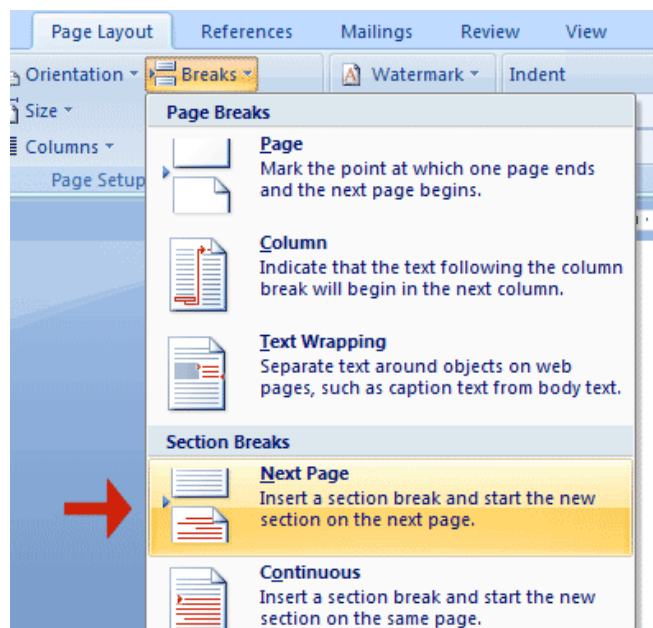 Page Layout References Mailings Review View
Orientation Breaks Watermark Indent
Size
Columns
Page Setup
Page Breaks
Page
Mark the point at which one page ends
and the next page begins.
Column
Indicate that the text following the column
break will begin in the next column.
Text Wrapping
Separate text around objects on web
pages, such as caption text from body text.
Section Breaks
Next Page
Insert a section break and start the new
section on the next page.
Continuous
Insert a section break and start the new
section on the same page.